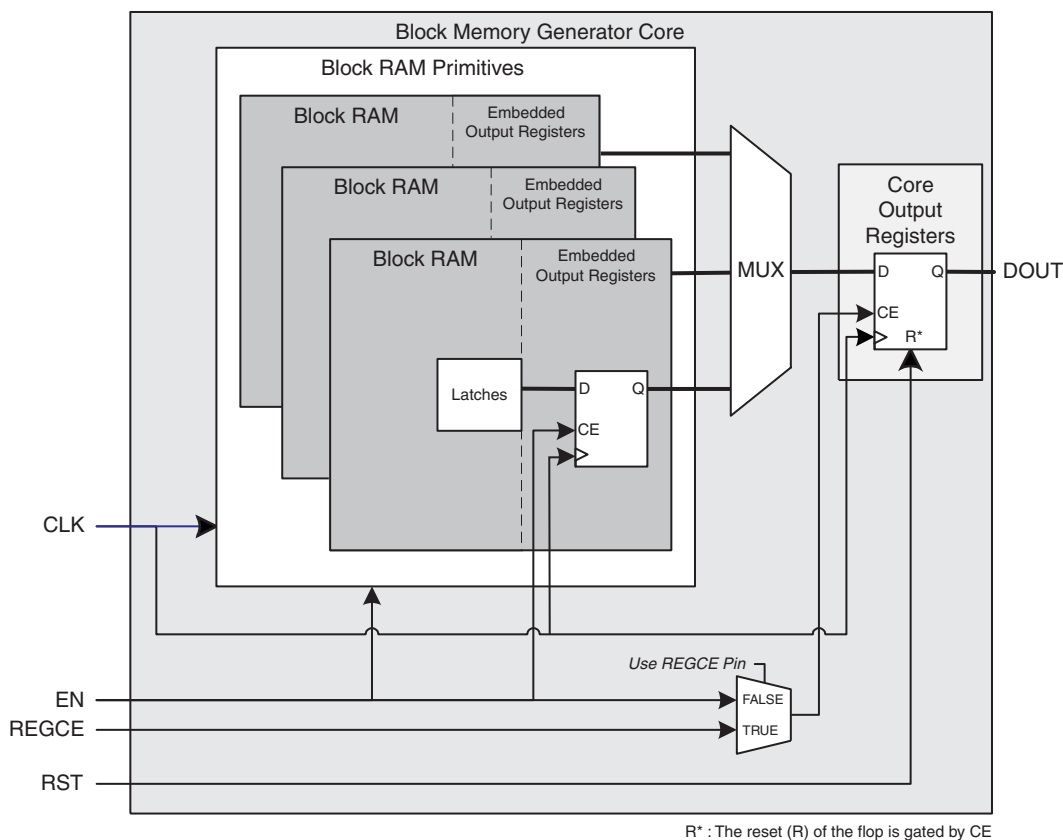 Block Memory Generator Core
Block RAM Primitives
Block RAM
Embedded
Output Registers
Block RAM
Embedded
Output Registers
Block RAM
Embedded
Output Registers
Latches
D
Q
CE
MUX
Core
Output
Registers
D
Q
CE
R*
DOUT
CLK
Use REGCE Pin
EN
FALSE
REGCE
TRUE
RST
R* : The reset (R) of the flop is gated by CE